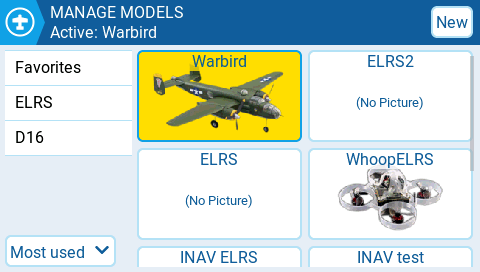 MANAGE MODELS
Active: Warbird
New
Favorites
ELRS
D16
Most used
Warbird
ELRS2
(No Picture)
ELRS
(No Picture)
WhoopELRS
INAV ELRS
INAV test